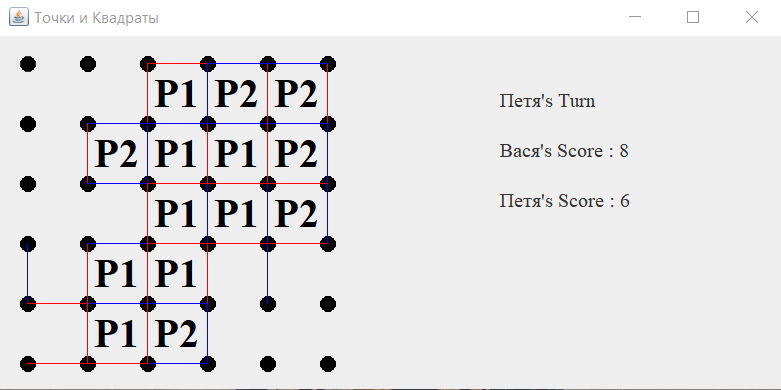 Точки и Квадраты
P1 P2 P2
P2 P1 P1 P2
P1 P1 P2
P1 P1
P1 P2
Петя's Turn
Вася's Score : 8
Петя's Score : 6